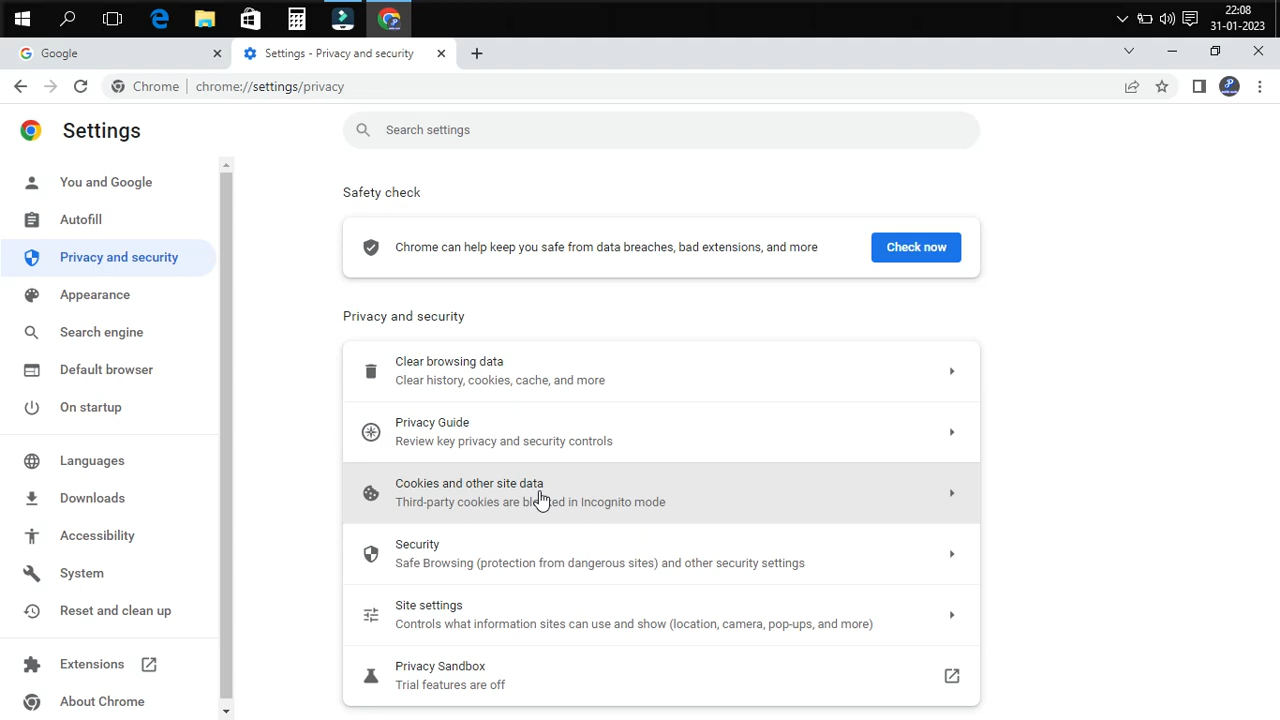 22:08
31-01-2023
Google
Settings - Privacy and security
Chrome
chrome://settings/privacy
Settings
Search settings
You and Google
Autofill
Privacy and security
Appearance
Search engine
Default browser
On startup
Languages
Downloads
Accessibility
System
Reset and clean up
Extensions
About Chrome
Safety check
Chrome can help keep you safe from data breaches, bad extensions, and more
Check now
Privacy and security
Clear browsing data
Clear history, cookies, cache, and more
Privacy Guide
Review key privacy and security controls
Cookies and other site data
Third-party cookies are blocked in Incognito mode
Security
Safe Browsing (protection from dangerous sites) and other security settings
Site settings
Controls what information sites can use and show (location, camera, pop-ups, and more)
Privacy Sandbox
Trial features are off